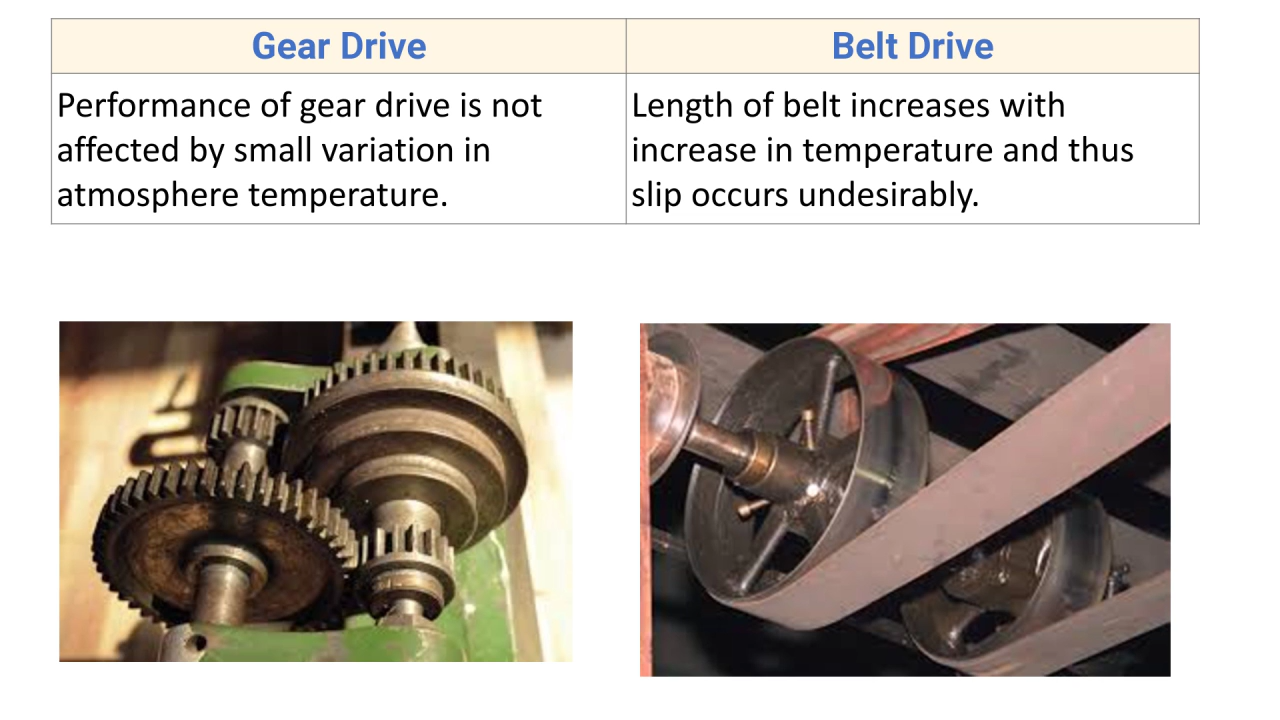 Gear Drive
Belt Drive
Performance of gear drive is not
affected by small variation in
atmosphere temperature.
Length of belt increases with
increase in temperature and thus
slip occurs undesirably.